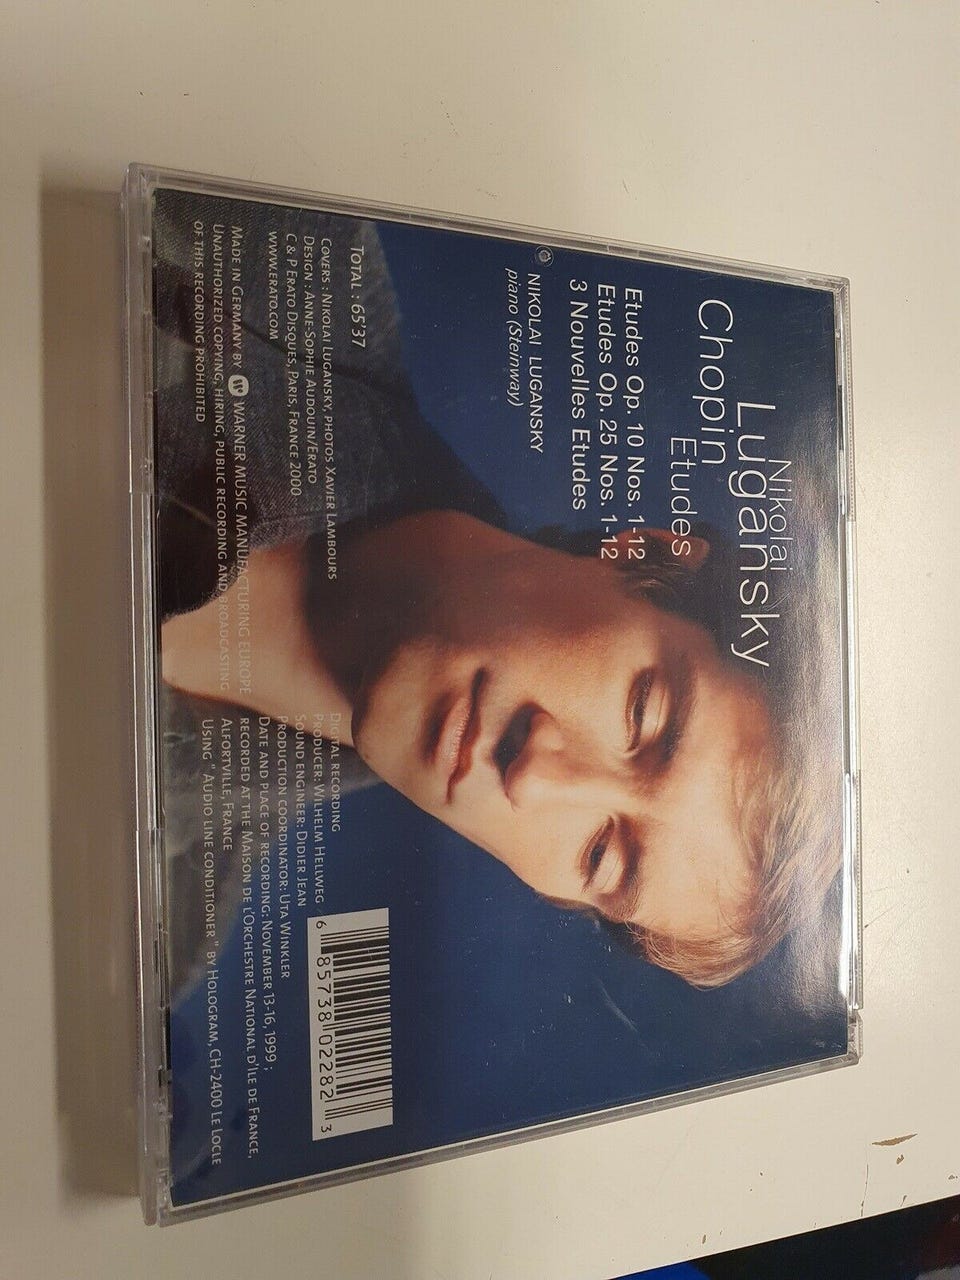 Nikolai
Lugansky
Chopin
Etudes
Etudes Op. 10 Nos. 1-12
Etudes Op. 25 Nos. 1-12
3 Nouvelles Etudes
NIKOLAI LUGANSKY
piano (Steinway)
TOTAL : 65'37
COVERS : NIKOLAI LUGANSKY, PHOTOS XAVIER LAMBOURS
DESIGN : ANNE-SOPHIE AUDOUIN/ERATO
C & P ERATO DISQUES, PARIS, FRANCE 2000
WWW.ERATO.COM
MADE IN GERMANY BY WARNER MUSIC MANUFACTURING EUROPE
UNAUTHORIZED COPYING, HIRING, PUBLIC RECORDING AND BROADCASTING
OF THIS RECORDING PROHIBITED
DIGITAL RECORDING
PRODUCER: WILHELM HELLWEG
SOUND ENGINEER: DIDIER JEAN
PRODUCTION COORDINATOR: UTA WINKLER
DATE AND PLACE OF RECORDING: NOVEMBER 13-16, 1999 ;
RECORDED AT THE MAISON DE L'ORCHESTRE NATIONAL D'ILE DE FRANCE,
ALFORTVILLE, FRANCE
USING " AUDIO LINE CONDITIONER " BY HOLOGRAM, CH-2400 LE LOCLE
6 85738 02282 3